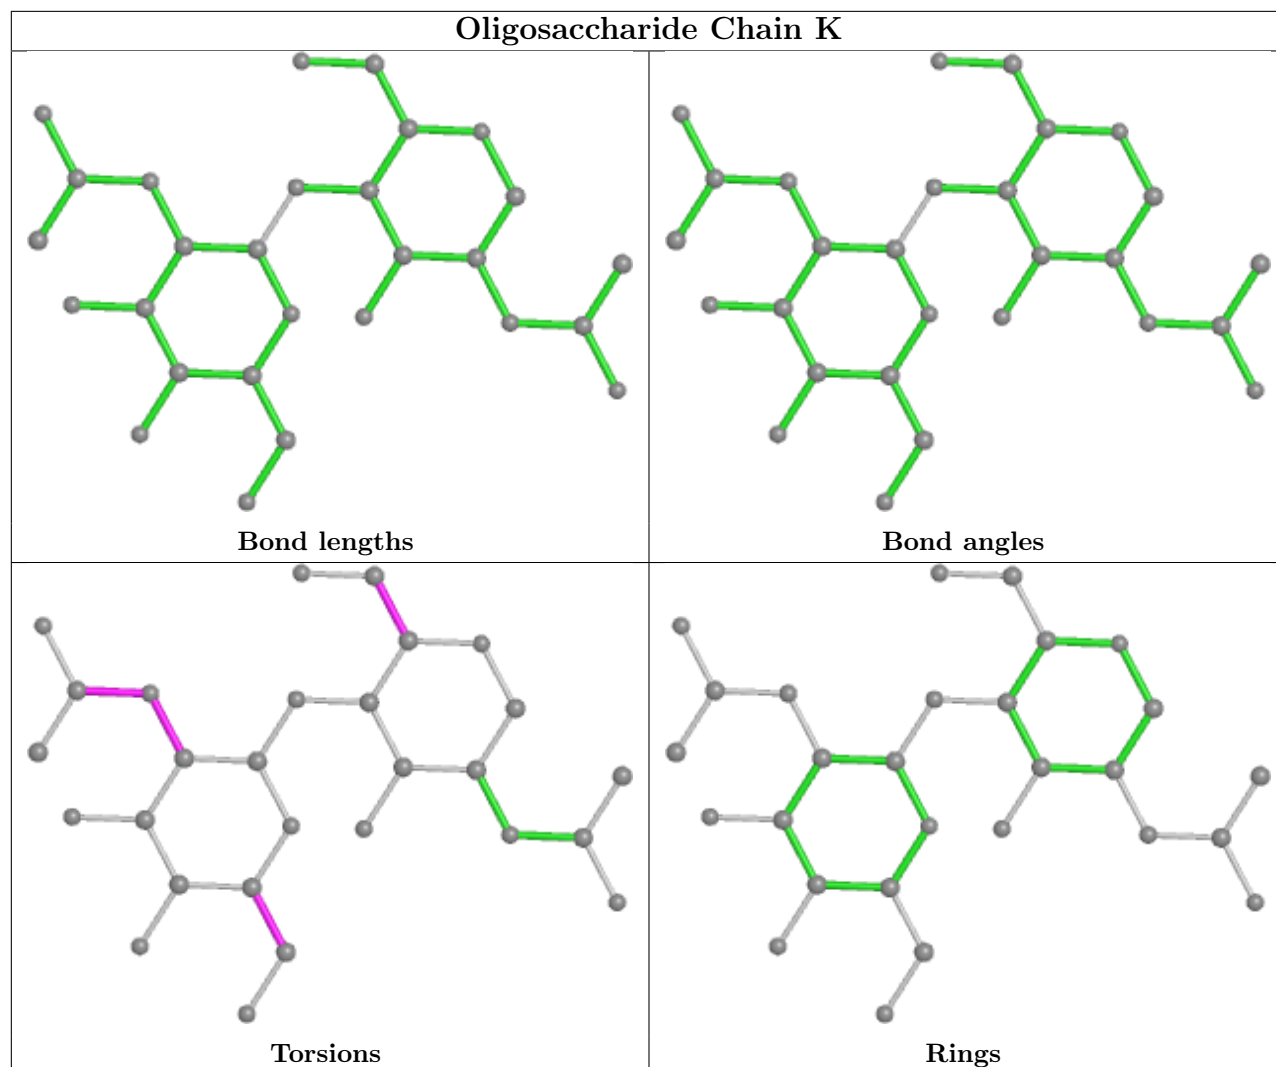 Oligosaccharide Chain K
Bond lengths
Bond angles
Torsions
Rings